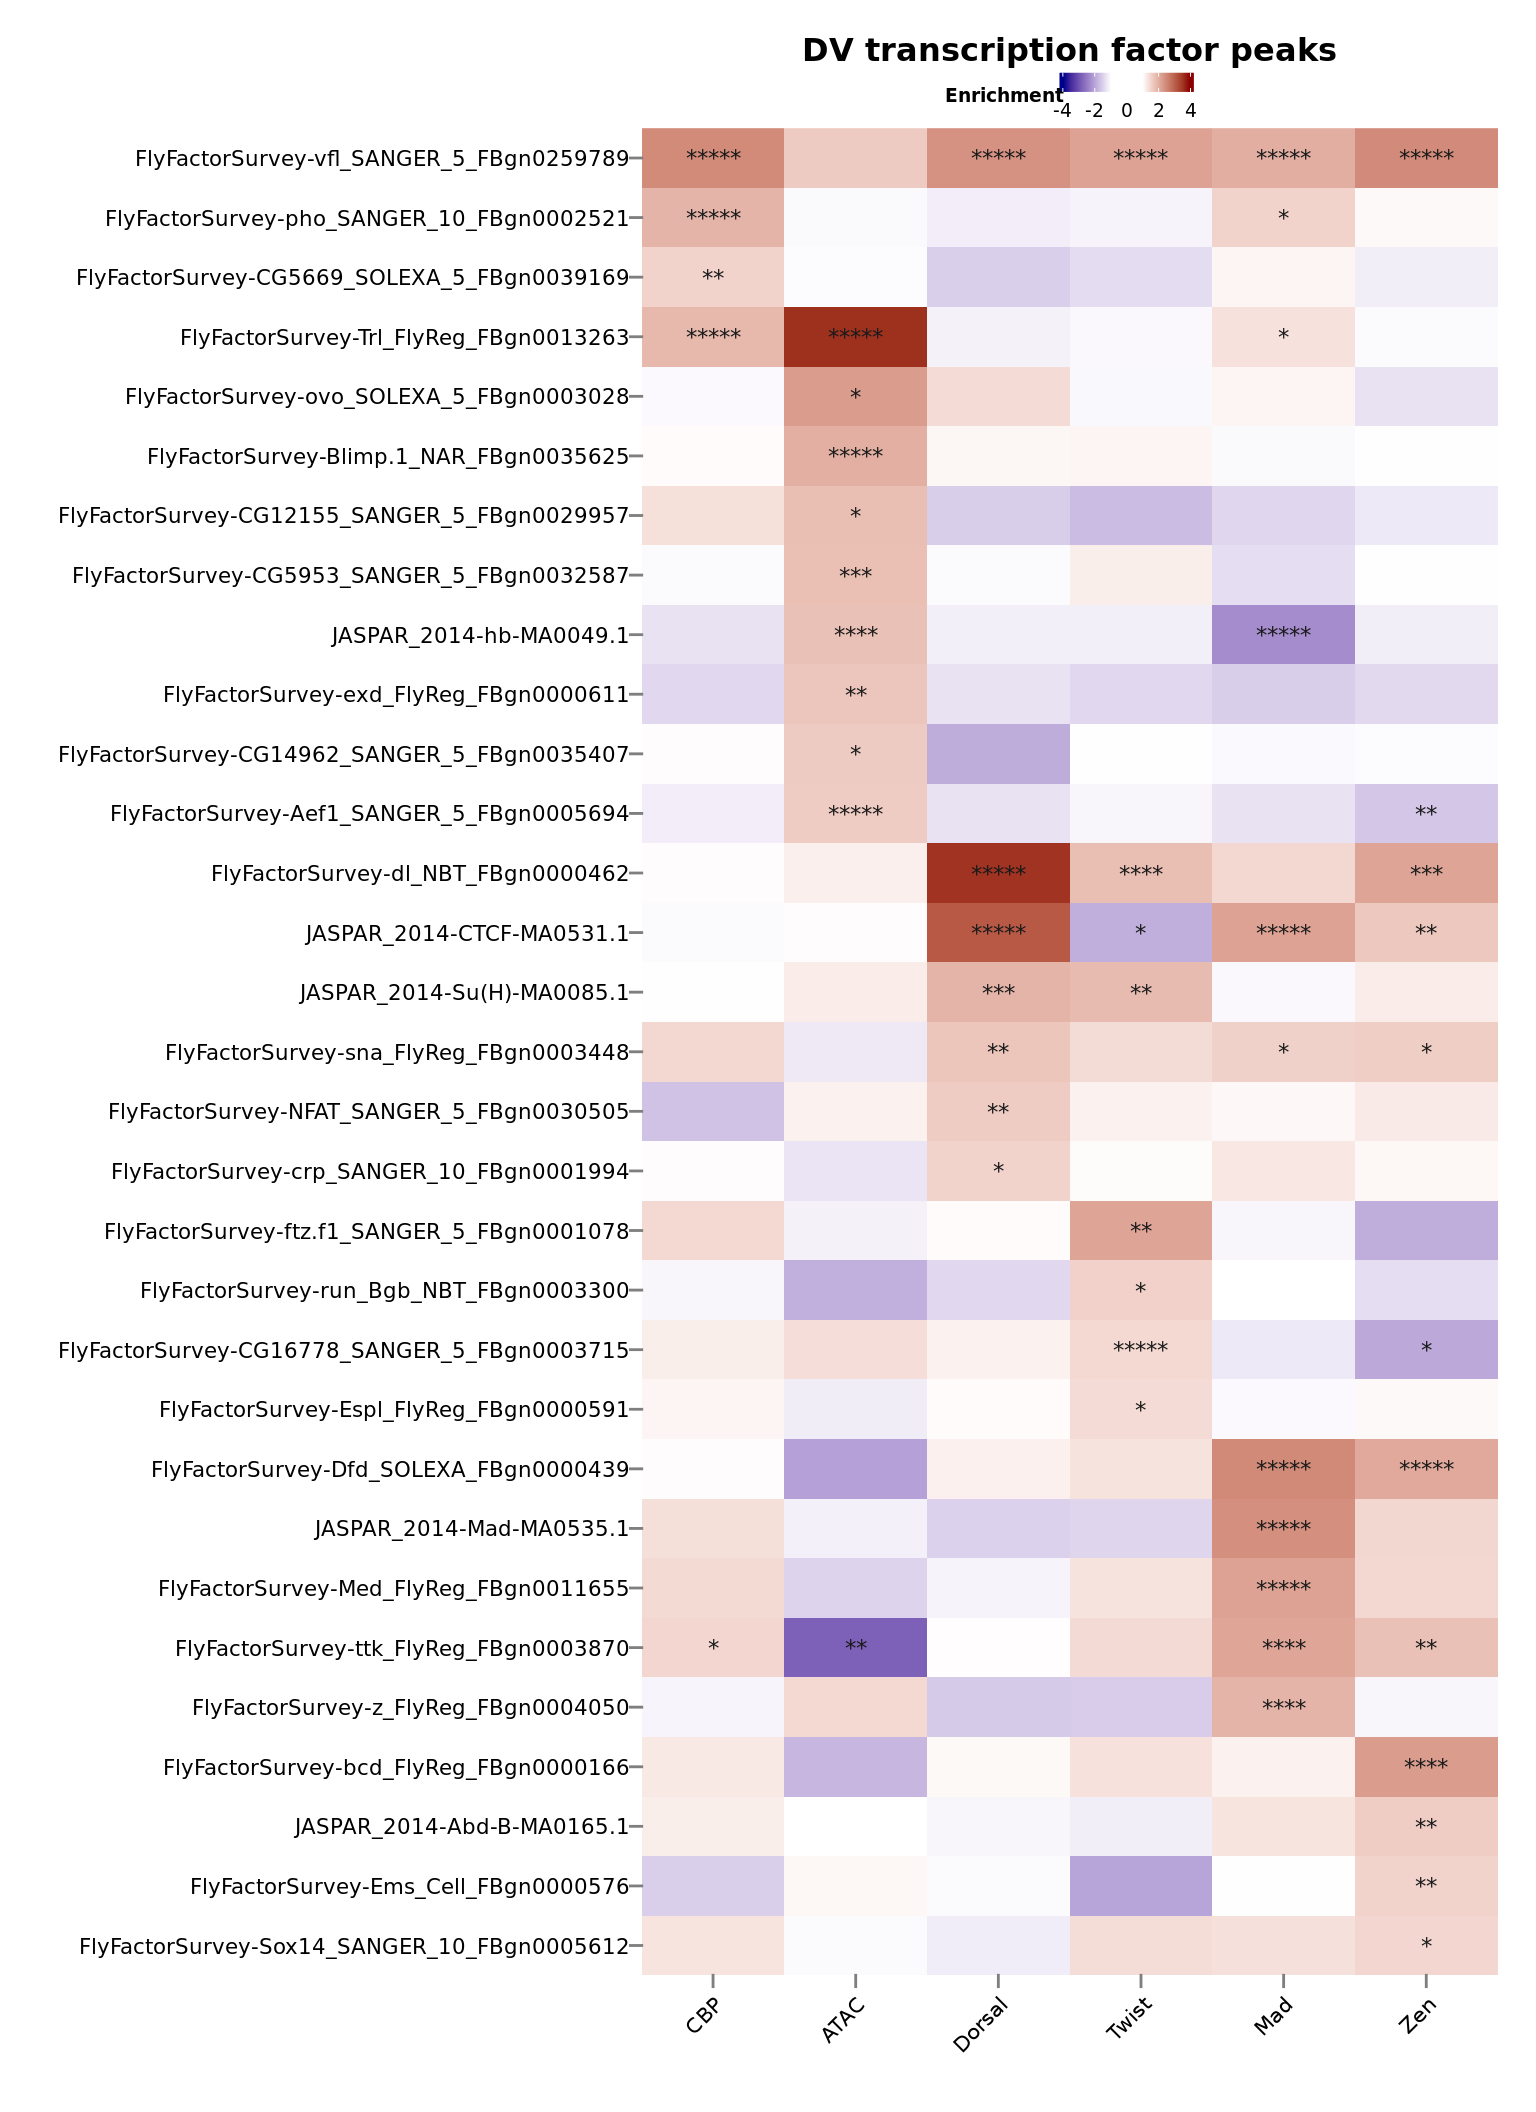 DV transcription factor peaks
Enrichment
-4 -2 0 2 4
FlyFactorSurvey-vfl_SANGER_5_FBgn0259789 ***** ***** ***** ***** *****
FlyFactorSurvey-pho_SANGER_10_FBgn0002521 ***** *
FlyFactorSurvey-CG5669_SOLEXA_5_FBgn0039169 **
FlyFactorSurvey-Trl_FlyReg_FBgn0013263 ***** ***** *
FlyFactorSurvey-ovo_SOLEXA_5_FBgn0003028 *
FlyFactorSurvey-Blimp.1_NAR_FBgn0035625 *****
FlyFactorSurvey-CG12155_SANGER_5_FBgn0029957 *
FlyFactorSurvey-CG5953_SANGER_5_FBgn0032587 ***
JASPAR_2014-hb-MA0049.1 **** *****
FlyFactorSurvey-exd_FlyReg_FBgn0000611 **
FlyFactorSurvey-CG14962_SANGER_5_FBgn0035407 *
FlyFactorSurvey-Aef1_SANGER_5_FBgn0005694 ***** **
FlyFactorSurvey-dl_NBT_FBgn0000462 ***** **** ***
JASPAR_2014-CTCF-MA0531.1 ***** * ***** **
JASPAR_2014-Su(H)-MA0085.1 *** **
FlyFactorSurvey-sna_FlyReg_FBgn0003448 ** * *
FlyFactorSurvey-NFAT_SANGER_5_FBgn0030505 **
FlyFactorSurvey-crp_SANGER_10_FBgn0001994 *
FlyFactorSurvey-ftz.f1_SANGER_5_FBgn0001078 **
FlyFactorSurvey-run_Bgb_NBT_FBgn0003300 *
FlyFactorSurvey-CG16778_SANGER_5_FBgn0003715 ***** *
FlyFactorSurvey-Espl_FlyReg_FBgn0000591 *
FlyFactorSurvey-Dfd_SOLEXA_FBgn0000439 ***** *****
JASPAR_2014-Mad-MA0535.1 *****
FlyFactorSurvey-Med_FlyReg_FBgn0011655 *****
FlyFactorSurvey-ttk_FlyReg_FBgn0003870 * ** **** **
FlyFactorSurvey-z_FlyReg_FBgn0004050 ****
FlyFactorSurvey-bcd_FlyReg_FBgn0000166 ****
JASPAR_2014-Abd-B-MA0165.1 **
FlyFactorSurvey-Ems_Cell_FBgn0000576 **
FlyFactorSurvey-Sox14_SANGER_10_FBgn0005612 *
CBP ATAC Dorsal Twist Mad Zen